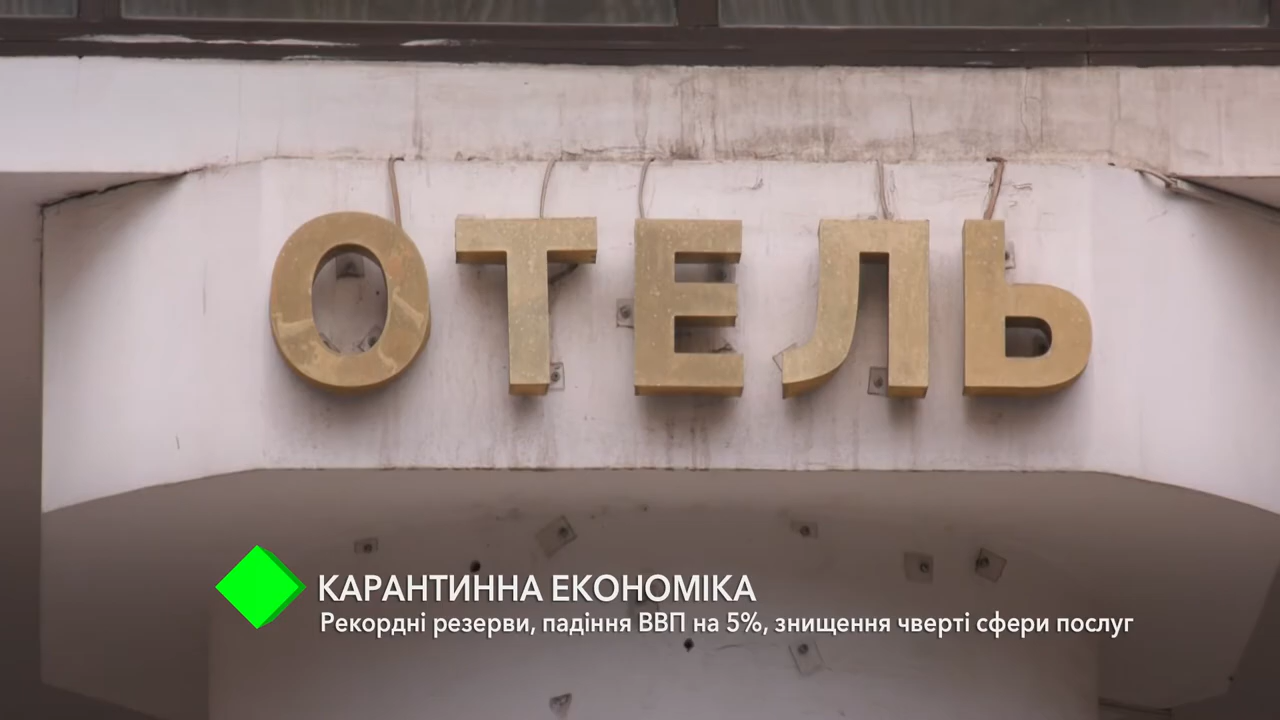 ОТЕЛЬ
КАРАНТИННА ЕКОНОМІКА
Рекордні резерви, падіння ВВП на 5%, знищення чверті сфери послуг